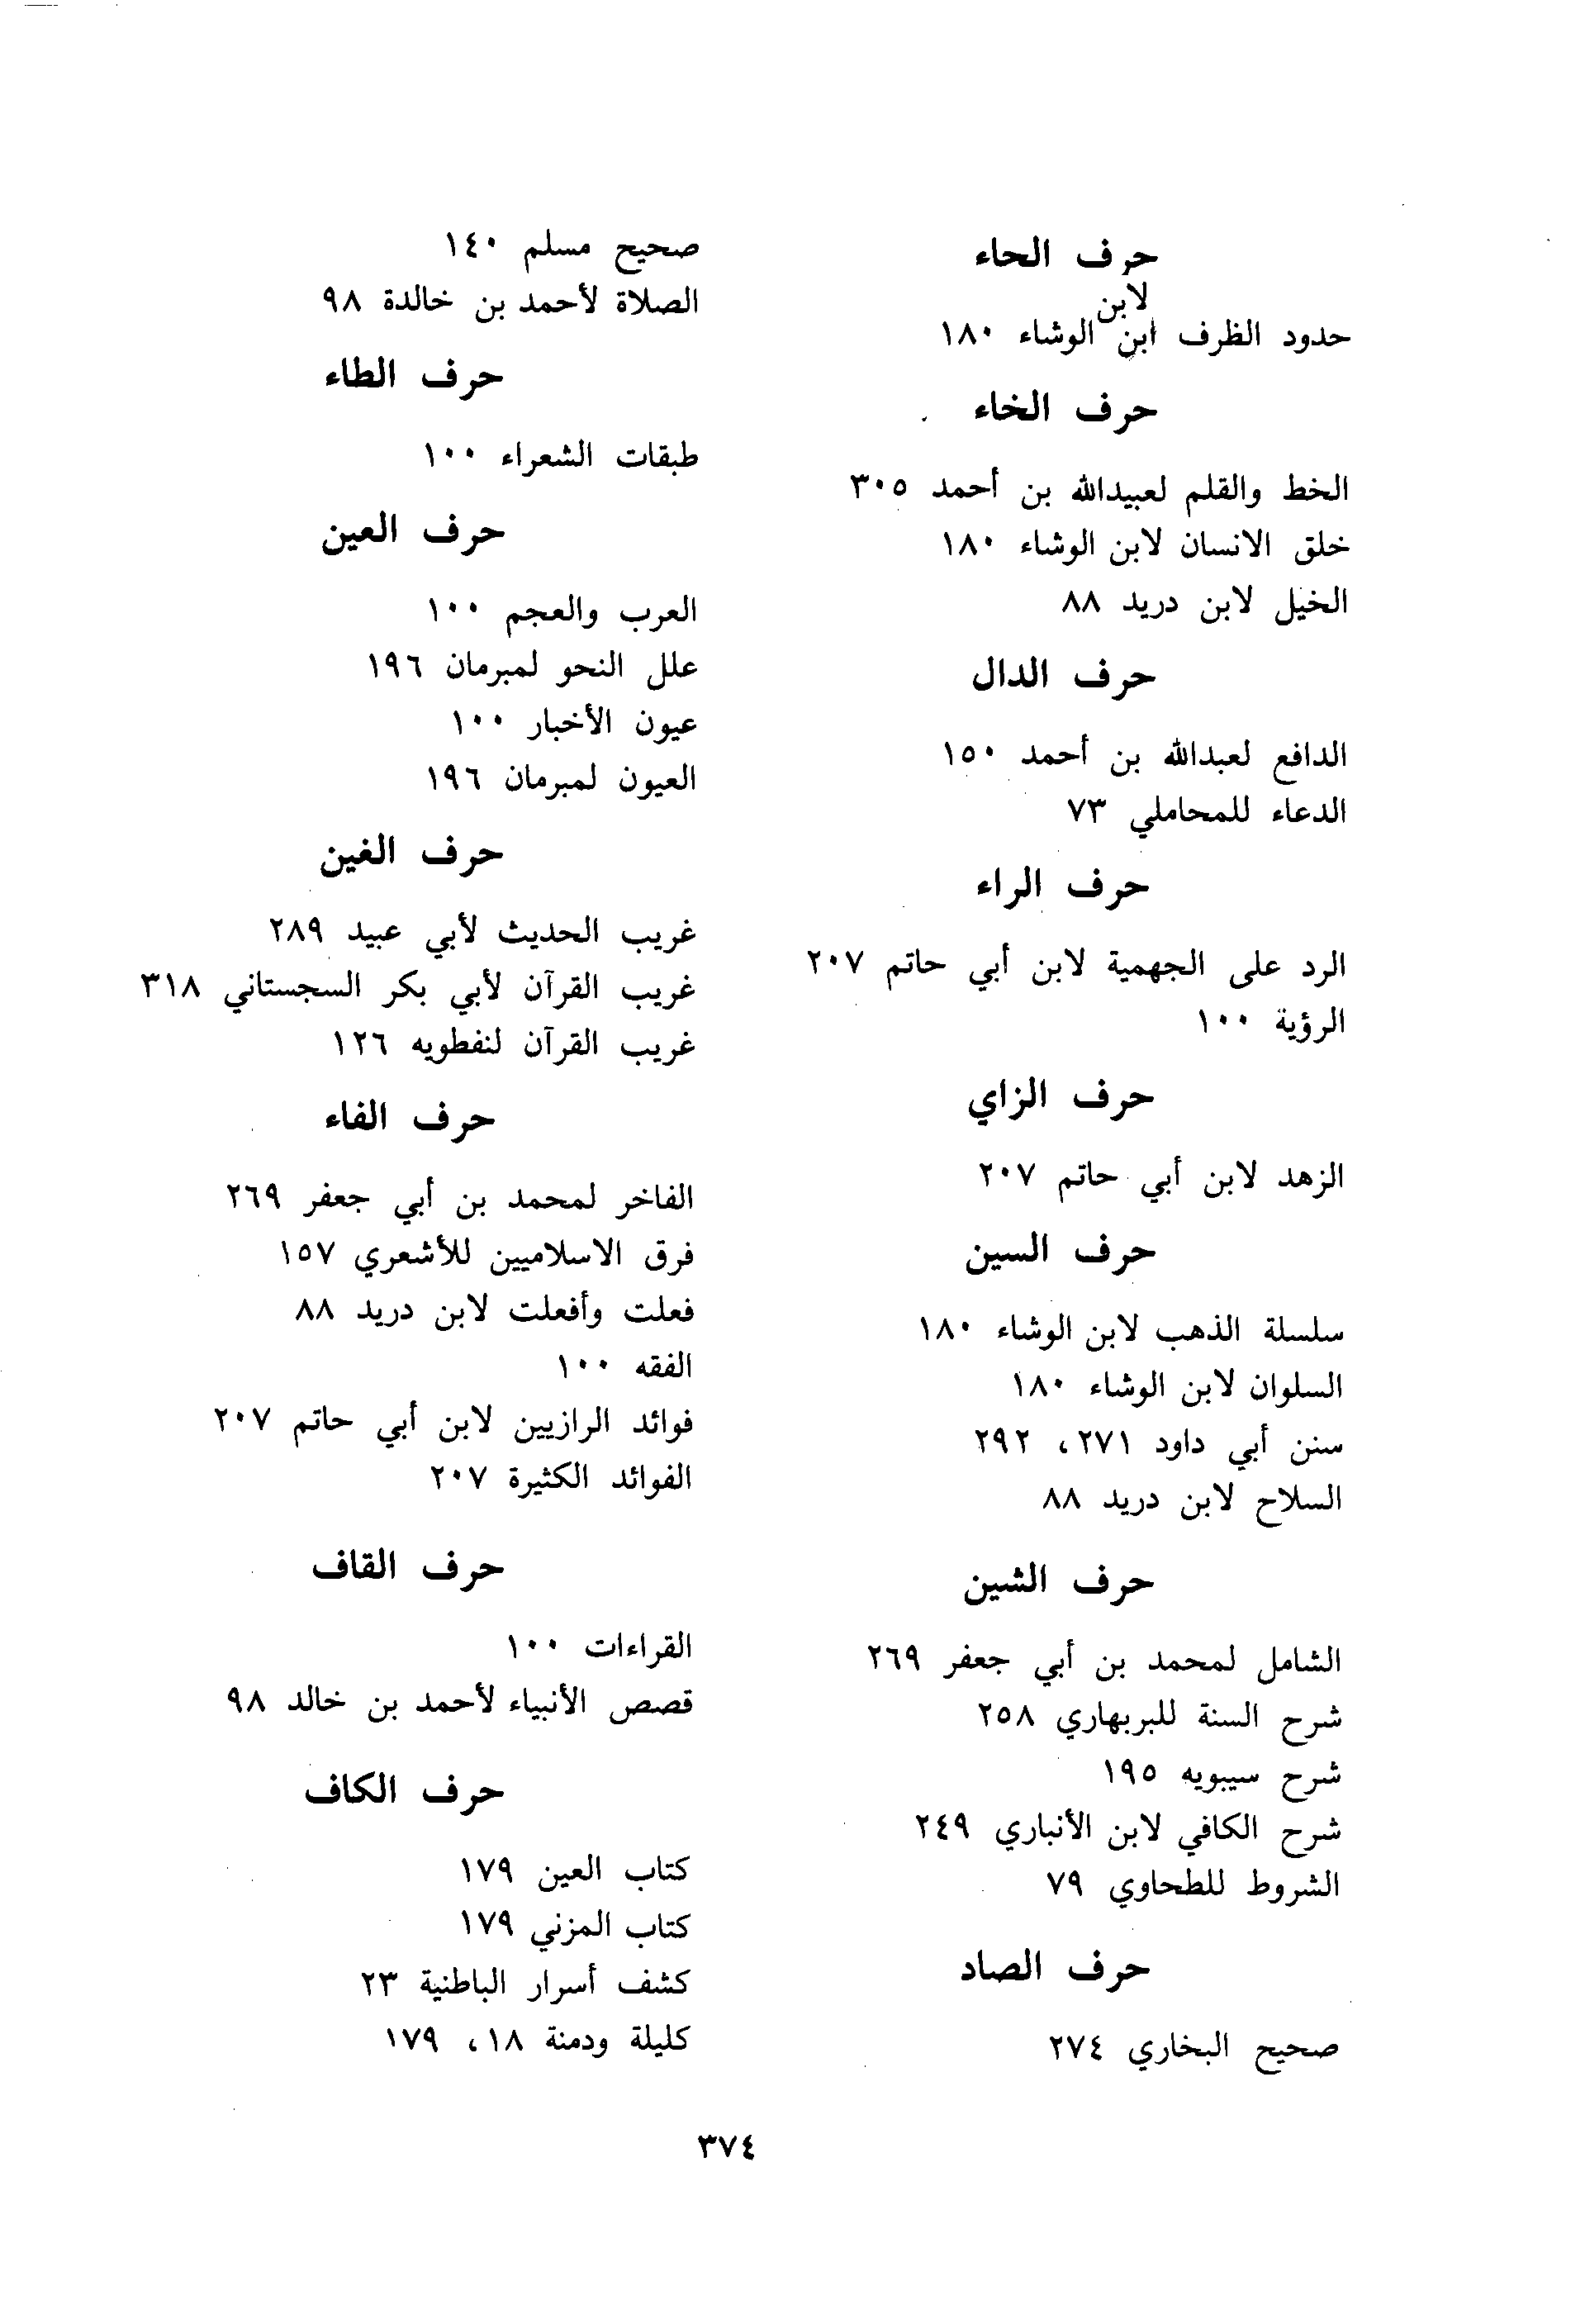 حرف الحاء
لابن
حدود الظرف ابن الوشاء ١٨٠
حرف الخاء
الخط والقلم لعبيدالله بن أحمد ٣٠٥
خلق الانسان لابن الوشاء ١٨٠
الخيل لابن دريد ٨٨
حرف الدال
الدافع لعبدالله بن أحمد ١٥٠
الدعاء للمحاملي ٧٣
حرف الراء
الرد على الجهمية لابن أبي حاتم ٢٠٧
الرؤية ١٠٠
حرف الزاي
الزهد لابن أبي حاتم ٢٠٧
حرف السين
سلسلة الذهب لابن الوشاء ١٨٠
السلوان لابن الوشاء ١٨٠
سنن أبي داود ٢٧١، ٢٩٢
السلاح لابن دريد ٨٨
حرف الشين
الشامل لمحمد بن أبي جعفر ٢٦٩
شرح السنة للبربهاري ٢٥٨
شرح سيبويه ١٩٥
شرح الكافي لابن الأنباري ٢٤٩
الشروط للطحاوي ٧٩
حرف الصاد
صحيح البخاري ٢٧٤
صحيح مسلم ١٤٠
الصلاة لأحمد بن خالدة ٩٨
حرف الطاء
طبقات الشعراء ١٠٠
حرف العين
العرب والعجم ١٠٠
علل النحو لمبرمان ١٩٦
عيون الأخبار ١٠٠
العيون لمبرمان ١٩٦
حرف الغين
غريب الحديث لأبي عبيد ٢٨٩
غريب القرآن لأبي بكر السجستاني ٣١٨
غريب القرآن لنفطويه ١٢٦
حرف الفاء
الفاخر لمحمد بن أبي جعفر ٢٦٩
فرق الاسلاميين للأشعري ١٥٧
فعلت وأفعلت لابن دريد ٨٨
الفقه ١٠٠
فوائد الرازيين لابن أبي حاتم ٢٠٧
الفوائد الكثيرة ٢٠٧
حرف القاف
القراءات ١٠٠
قصص الأنبياء لأحمد بن خالد ٩٨
حرف الكاف
كتاب العين ١٧٩
كتاب المزني ١٧٩
كشف أسرار الباطنية ٢٣
كليلة ودمنة ١٨، ١٧٩
٣٧٤